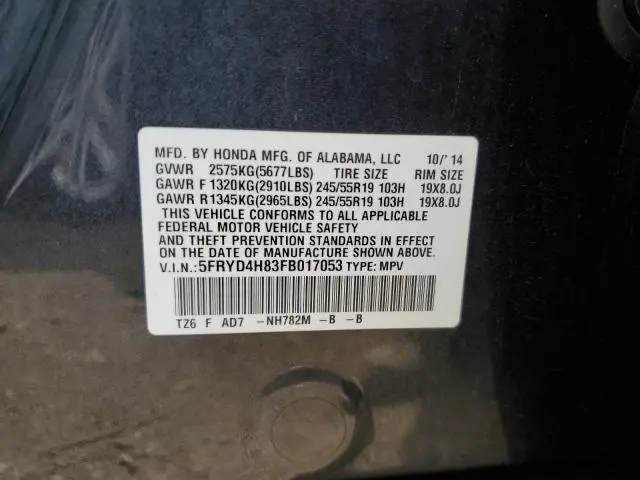 MFD. BY HONDA MFG. OF ALABAMA, LLC 10/'14
GVWR 2575KG(5677LBS) TIRE SIZE RIM SIZE
GAWR F 1320KG(2910LBS) 245/55R19 103H 19X8.0J
GAWR R1345KG(2965LBS) 245/55R19 103H 19X8.0J
THIS VEHICLE CONFORMS TO ALL APPLICABLE
FEDERAL MOTOR VEHICLE SAFETY
AND THEFT PREVENTION STANDARDS IN EFFECT
ON THE DATE OF MANUFACTURE SHOWN ABOVE.
V.I.N.: 5FRYD4H83FB017053 TYPE: MPV
TZ6 F AD7 -NH782M -B -B